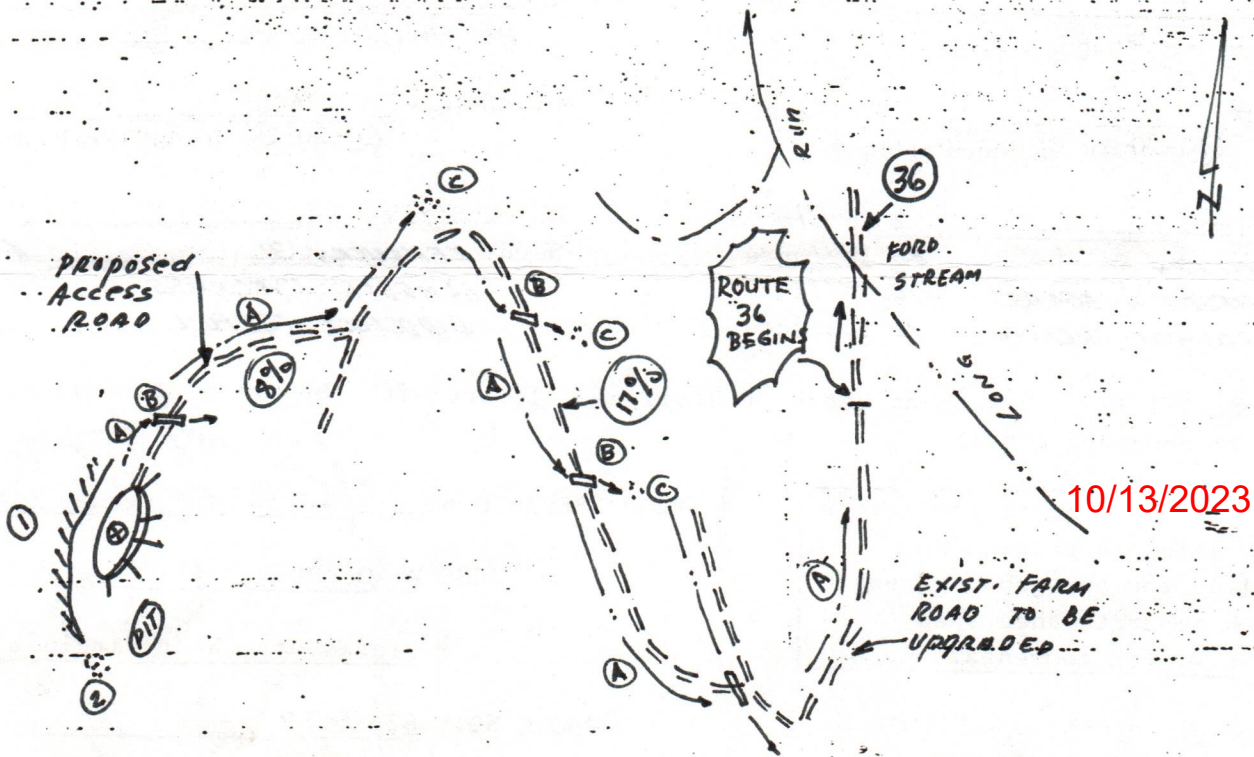 RUN
N
C
36
FORD
STREAM
PROPOSED
ACCESS
ROAD
A
8%
B
C
ROUTE
36
BEGINS
A
17%
B
A
B
C
LONG
10/13/2023
1
PIT
2
A
A
EXIST. FARM
ROAD TO BE
UPGRADED